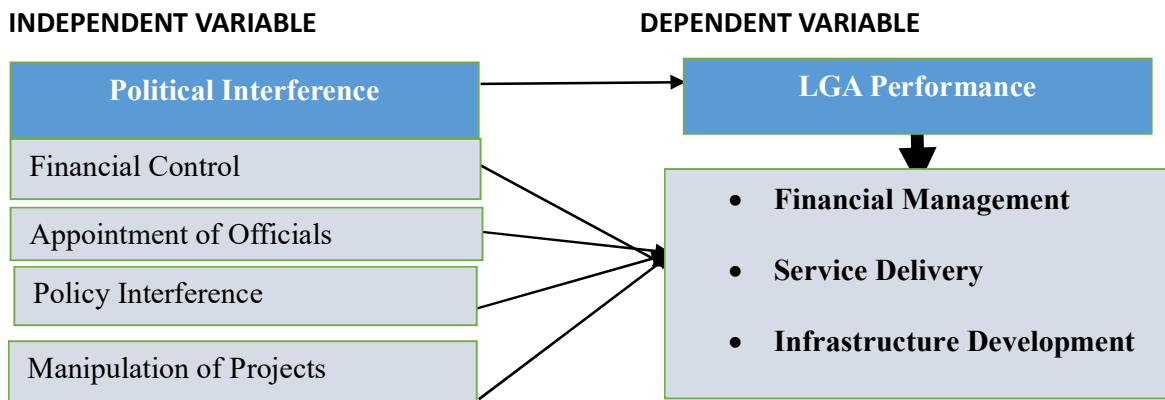 INDEPENDENT VARIABLE
DEPENDENT VARIABLE
Political Interference
LGA Performance
Financial Control
Appointment of Officials
Policy Interference
Manipulation of Projects
• Financial Management
• Service Delivery
• Infrastructure Development